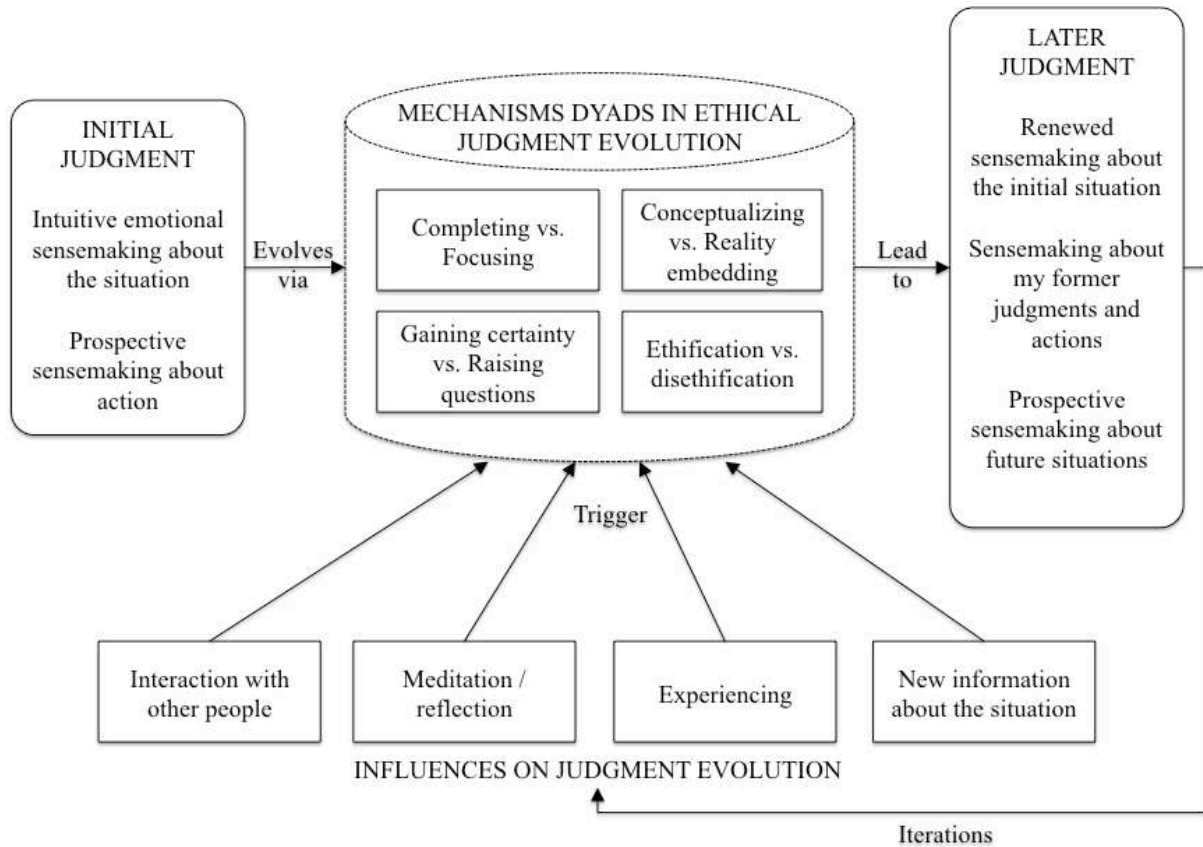 INITIAL
JUDGMENT
Intuitive emotional
sensemaking about
the situation
Prospective
sensemaking about
action
Evolves
via
MECHANISMS DYADS IN ETHICAL
JUDGMENT EVOLUTION
Completing vs.
Focusing
Conceptualizing
vs. Reality
embedding
Gaining certainty
vs. Raising
questions
Ethification vs.
disethification
Lead
to
LATER
JUDGMENT
Renewed
sensemaking about
the initial situation
Sensemaking about
my former
judgments and
actions
Prospective
sensemaking about
future situations
Trigger
Interaction with
other people
Meditation /
reflection
Experiencing
New information
about the situation
INFLUENCES ON JUDGMENT EVOLUTION
Iterations